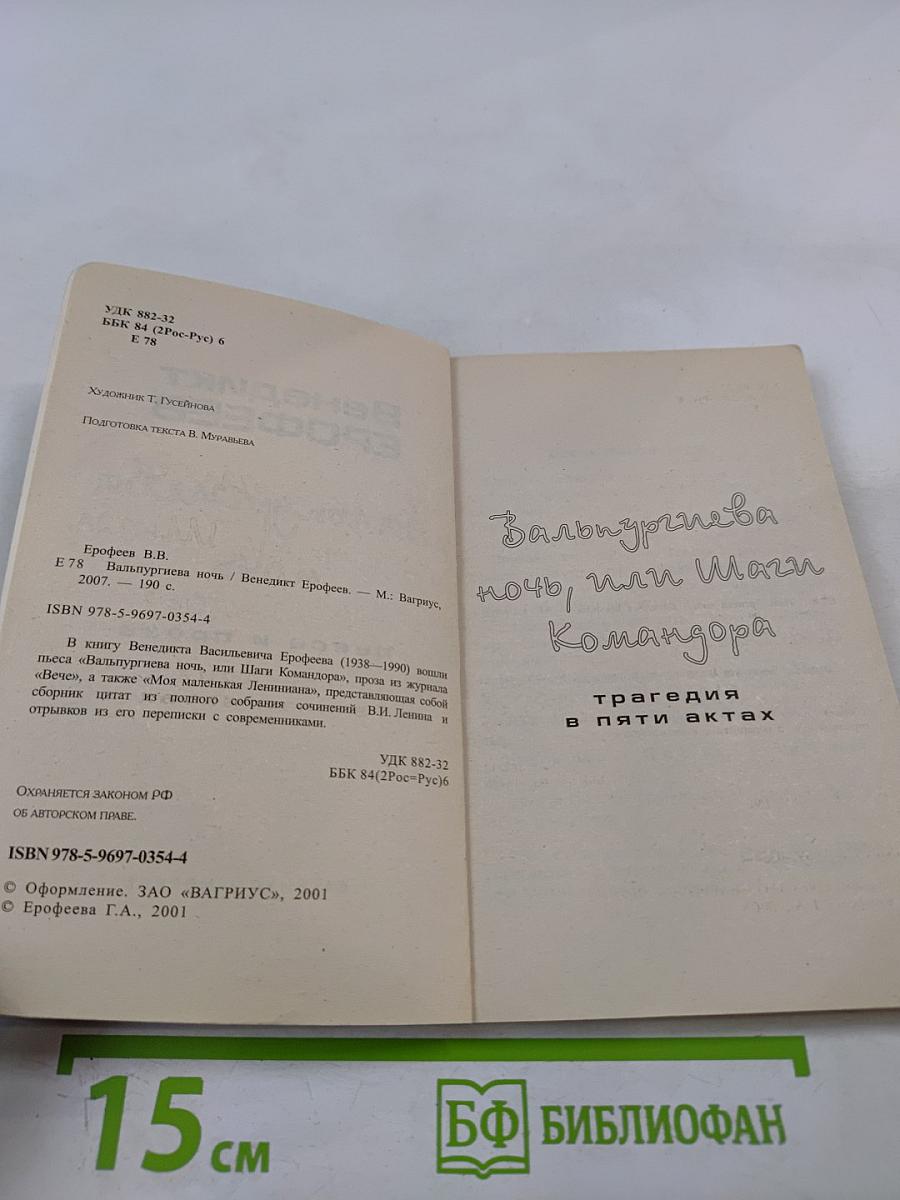 УДК 882-32
ББК 84 (2Рос-Рус) 6
Е 78
Художник Т. Гусейнова
Подготовка текста В. Муравьева
Ерофеев В.В.
Е 78 Вальпургиева ночь / Венедикт Ерофеев. — М.: Вагриус,
2007. — 190 с.
ISBN 978-5-9697-0354-4
В книгу Венедикта Васильевича Ерофеева (1938—1990) вошли
пьеса «Вальпургиева ночь, или Шаги Командора», проза из журнала
«Вече», а также «Моя маленькая Лениниана», представляющая собой
сборник цитат из полного собрания сочинений В.И. Ленина и
отрывков из его переписки с современниками.
УДК 882-32
ББК 84(2Рос=Рус)6
Охраняется законом РФ
об авторском праве.
ISBN 978-5-9697-0354-4
© Оформление. ЗАО «ВАГРИУС», 2001
© Ерофеева Г.А., 2001
Вальпургиева
ночь, или Шаги
Командора
трагедия
в пяти актах
15 см
БФ БИБЛИОФАН